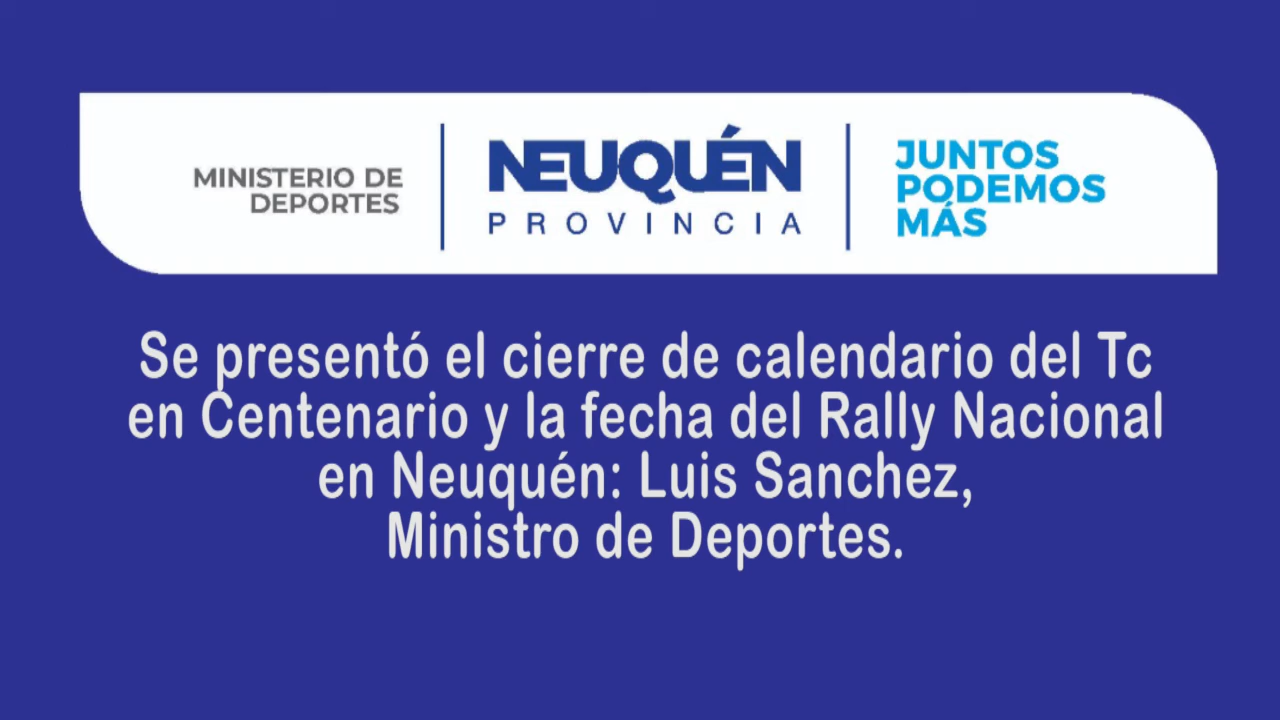 MINISTERIO DE
DEPORTES
NEUQUÉN
PROVINCIA
JUNTOS
PODEMOS
MÁS
Se presentó el cierre de calendario del Tc
en Centenario y la fecha del Rally Nacional
en Neuquén: Luis Sanchez,
Ministro de Deportes.